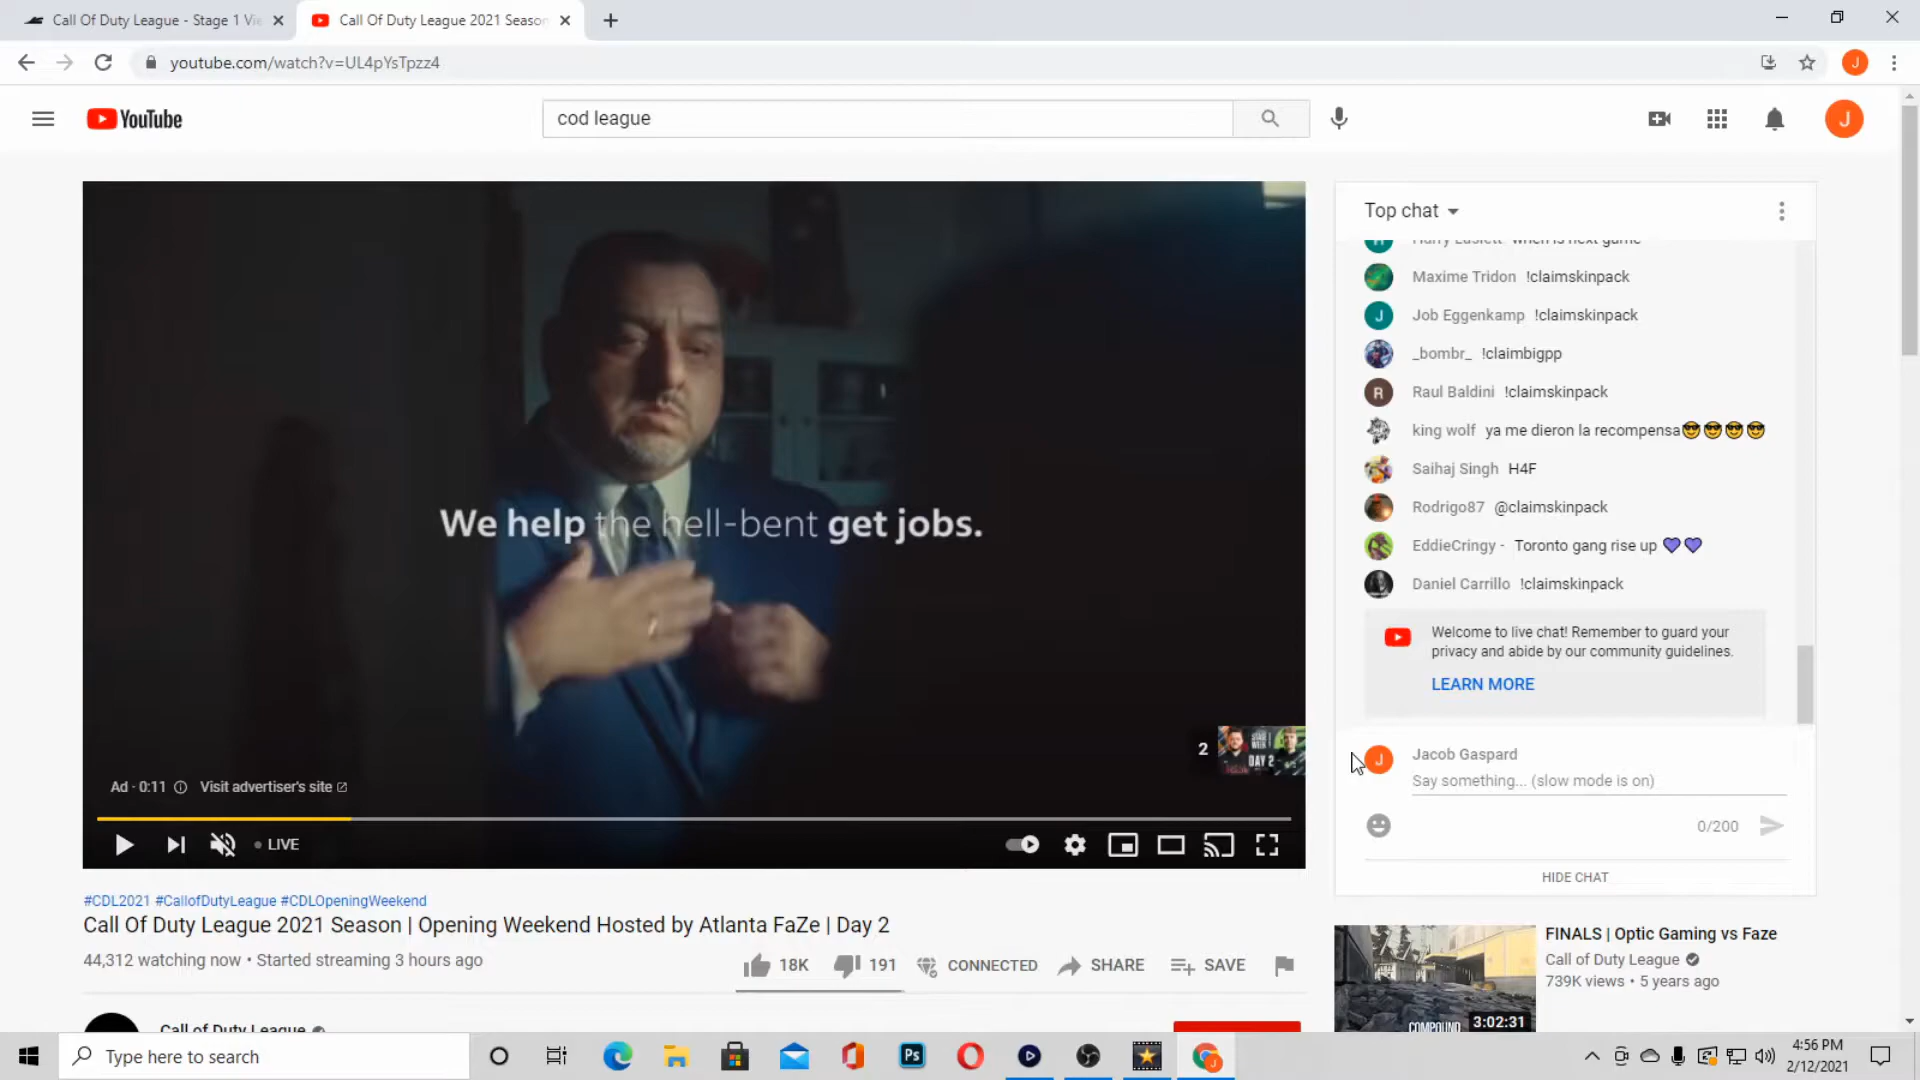 Call Of Duty League - Stage 1 Vie
Call Of Duty League 2021 Seaso
youtube.com/watch?v=UL4pYsTpzz4
J
YouTube
cod league
J
Top chat
when is next game
Maxime Tridon !claimskinpack
J Job Eggenkamp !claimskinpack
_bombr_ !claimbigpp
R Raul Baldini !claimskinpack
king wolf ya me dieron la recompensa😎😎😎😎
Saihaj Singh H4F
Rodrigo87 @claimskinpack
EddieCringy - Toronto gang rise up 💜💜
Daniel Carrillo !claimskinpack
Welcome to live chat! Remember to guard your
privacy and abide by our community guidelines.
LEARN MORE
J Jacob Gaspard
Say something... (slow mode is on)
0/200
HIDE CHAT
We help the hell-bent get jobs.
2
DAY 2
Ad · 0:11 Visit advertiser's site
LIVE
#CDL2021 #CallofDutyLeague #CDLOpeningWeekend
Call Of Duty League 2021 Season | Opening Weekend Hosted by Atlanta FaZe | Day 2
44,312 watching now • Started streaming 3 hours ago
18K 191 CONNECTED SHARE SAVE
Call of Duty League
FINALS | Optic Gaming vs Faze
Call of Duty League
739K views • 5 years ago
COMPOUND
3:02:31
Type here to search
Ps
J
4:56 PM
2/12/2021